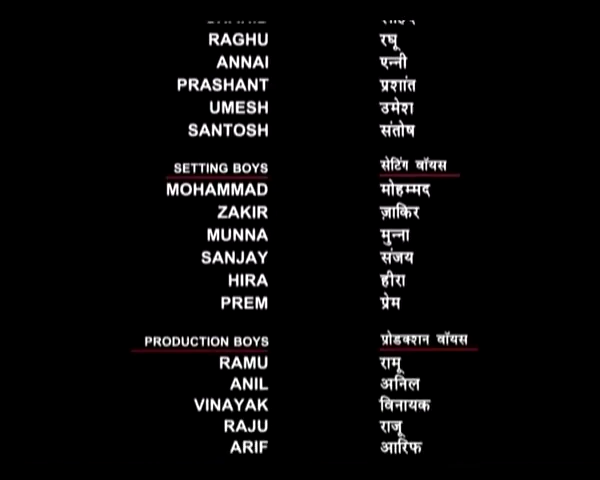 RAGHU रघू
ANNAI एन्नी
PRASHANT प्रशांत
UMESH उमेश
SANTOSH संतोष
SETTING BOYS सेटिंग वॉयस
MOHAMMAD मोहम्मद
ZAKIR ज़ाकिर
MUNNA मुन्ना
SANJAY संजय
HIRA हीरा
PREM प्रेम
PRODUCTION BOYS प्रोडक्शन वॉयस
RAMU रामू
ANIL अनिल
VINAYAK विनायक
RAJU राजू
ARIF आरिफ